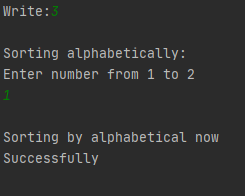 Write:3
Sorting alphabetically:
Enter number from 1 to 2
1
Sorting by alphabetical now
Successfully